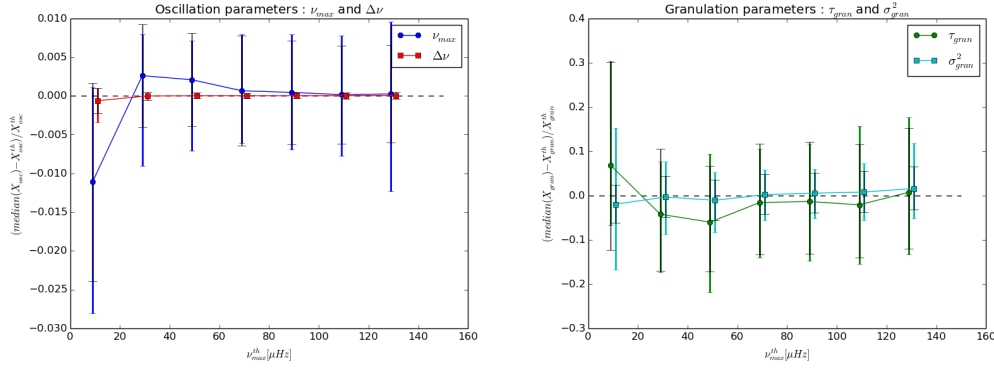 Oscillation parameters : ν_max and Δν
0.010
0.005
0.000
−0.005
−0.010
−0.015
−0.020
−0.025
−0.030
(median(X_osc)−X_osc^th)/X_osc^th
ν_max
Δν
0 20 40 60 80 100 120 140 160
ν_max^th[μHz]
Granulation parameters : τ_gran and σ²_gran
0.4
0.3
0.2
0.1
0.0
−0.1
−0.2
−0.3
(median(X_gran)−X_gran^th)/X_gran^th
τ_gran
σ²_gran
0 20 40 60 80 100 120 140 160
ν_max^th[μHz]